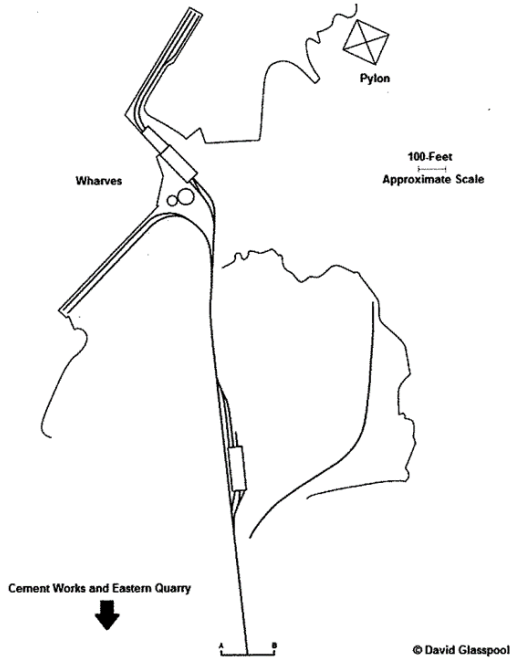 Pylon
100-Feet
Approximate Scale
Wharves
Cement Works and Eastern Quarry
A B
© David Glasspool